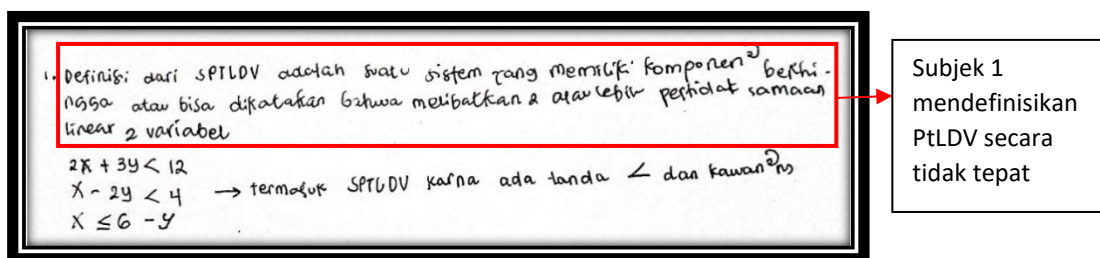 1. Definisi dari SPTLDV adalah suatu sistem yang memiliki komponen² berhi-
ngga atau bisa dikatakan bahwa melibatkan 2 atau lebih pertidak samaan
linear 2 variabel
2x + 3y < 12
x - 2y < 4 → termasuk SPTLDV karna ada tanda < dan kawan²ny
x ≤ 6 - y
Subjek 1
mendefinisikan
PtLDV secara
tidak tepat